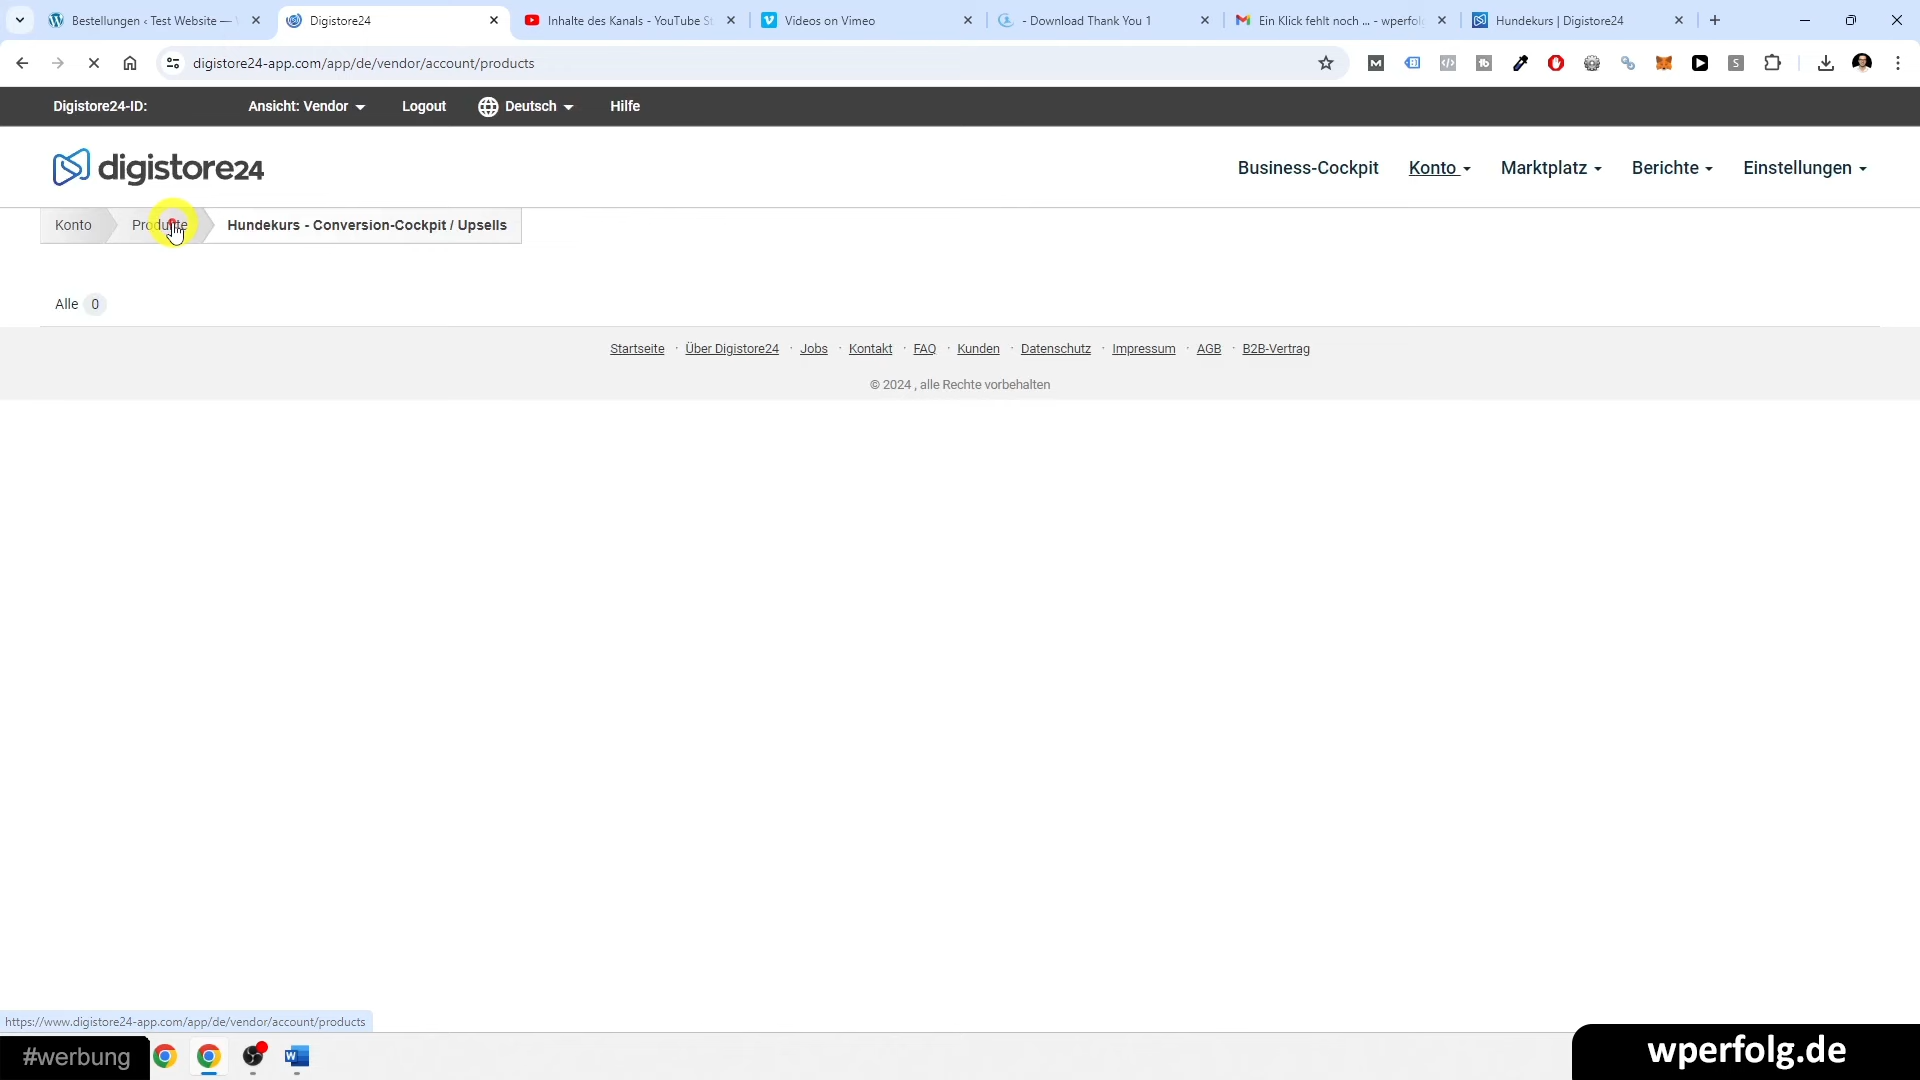 Bestellungen ‹ Test Website —
Digistore24
Inhalte des Kanals - YouTube St
Videos on Vimeo
- Download Thank You 1
Ein Klick fehlt noch ... - wperfol
Hundekurs | Digistore24
digistore24-app.com/app/de/vendor/account/products
Digistore24-ID:
Ansicht: Vendor
Logout
Deutsch
Hilfe
digistore24
Business-Cockpit
Konto
Marktplatz
Berichte
Einstellungen
Konto
Produkte
Hundekurs - Conversion-Cockpit / Upsells
Alle 0
Startseite · Über Digistore24 · Jobs · Kontakt · FAQ · Kunden · Datenschutz · Impressum · AGB · B2B-Vertrag
© 2024 , alle Rechte vorbehalten
https://www.digistore24-app.com/app/de/vendor/account/products
#werbung
wperfolg.de